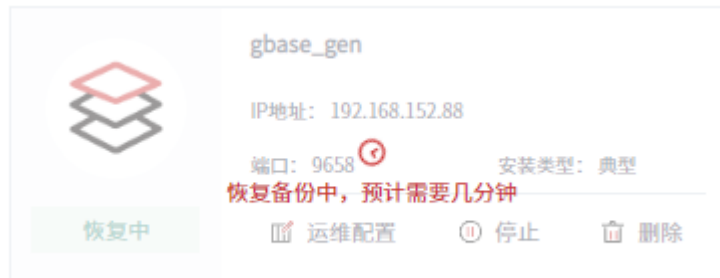 gbase_gen
IP地址： 192.168.152.88
端口： 9658 安装类型： 典型
恢复备份中，预计需要几分钟
恢复中 运维配置 停止 删除